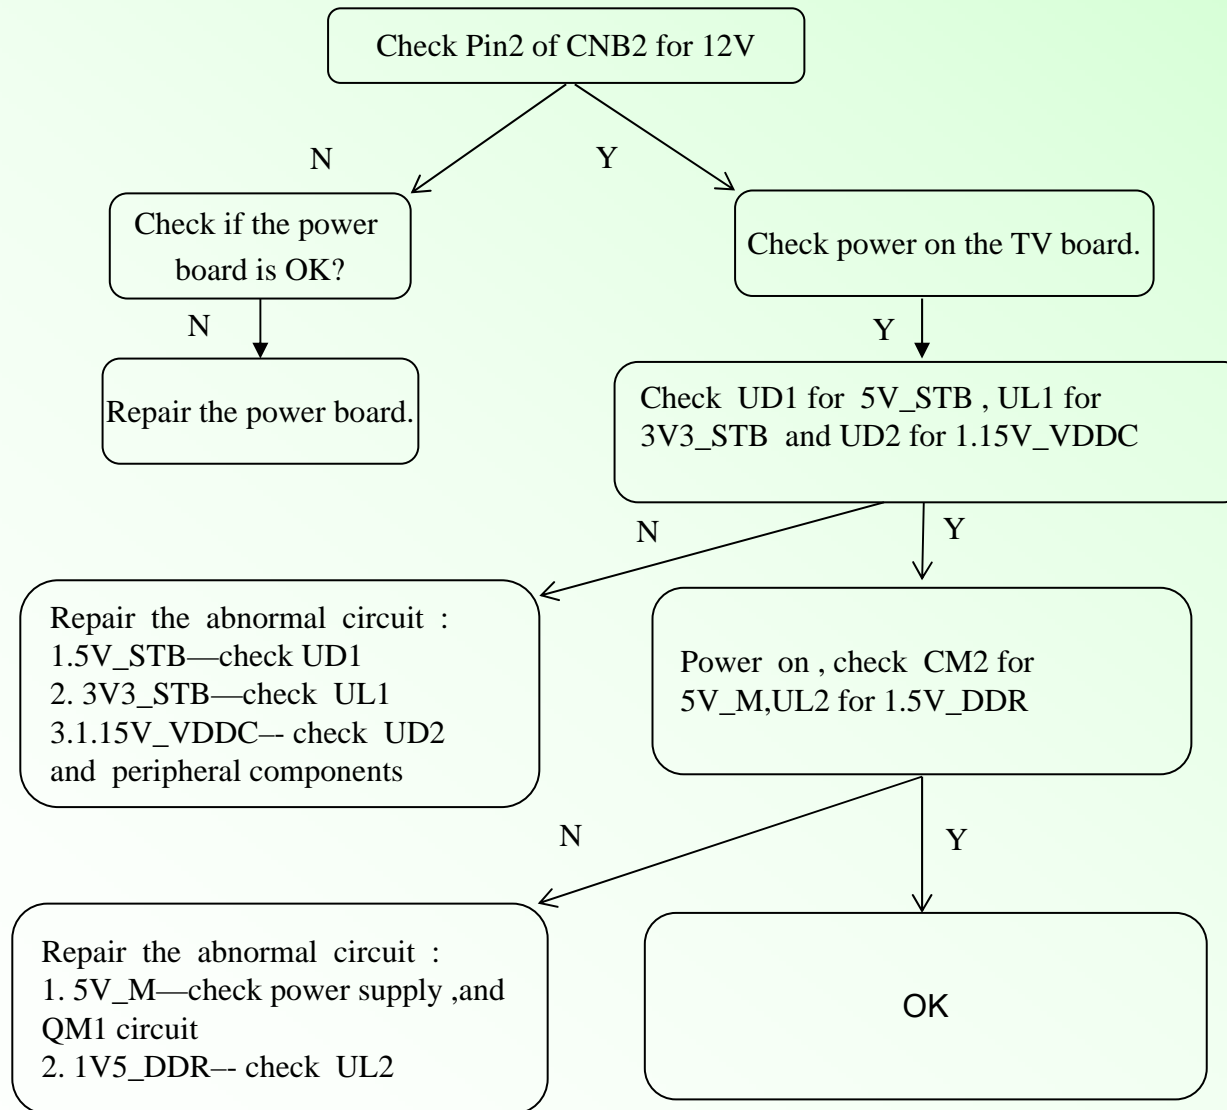 Check Pin2 of CNB2 for 12V
N
Y
Check if the power
board is OK?
Check power on the TV board.
N
Y
Repair the power board.
Check UD1 for 5V_STB , UL1 for
3V3_STB and UD2 for 1.15V_VDDC
N
Y
Repair the abnormal circuit :
1.5V_STB—check UD1
2. 3V3_STB—check UL1
3.1.15V_VDDC–- check UD2
and peripheral components
Power on , check CM2 for
5V_M,UL2 for 1.5V_DDR
N
Y
Repair the abnormal circuit :
1. 5V_M—check power supply ,and
QM1 circuit
2. 1V5_DDR–- check UL2
OK